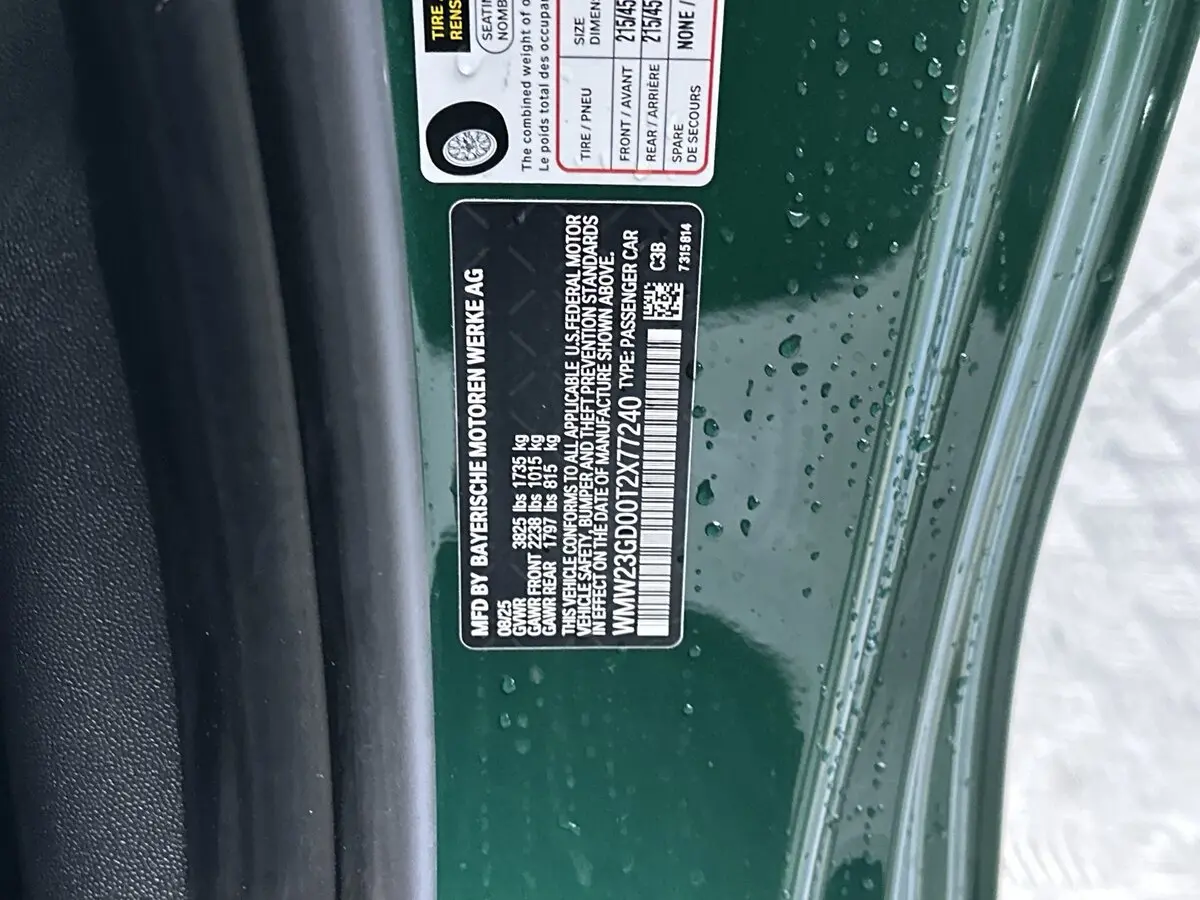 TIRE
RENS
SEATIN
NOMB
The combined weight of o
Le poids total des occupan
TIRE / PNEU
SIZE
DIMENS
FRONT / AVANT 215/45
REAR / ARRIÈRE 215/45
SPARE
DE SECOURS
NONE /
MFD BY BAYERISCHE MOTOREN WERKE AG
08/25
GVWR 3825 lbs 1735 kg
GAWR FRONT 2238 lbs 1015 kg
GAWR REAR 1797 lbs 815 kg
THIS VEHICLE CONFORMS TO ALL APPLICABLE U.S.FEDERAL MOTOR
VEHICLE SAFETY, BUMPER AND THEFT PREVENTION STANDARDS
IN EFFECT ON THE DATE OF MANUFACTURE SHOWN ABOVE.
WMW23GD00T2X77240 TYPE: PASSENGER CAR
C3B
7315814